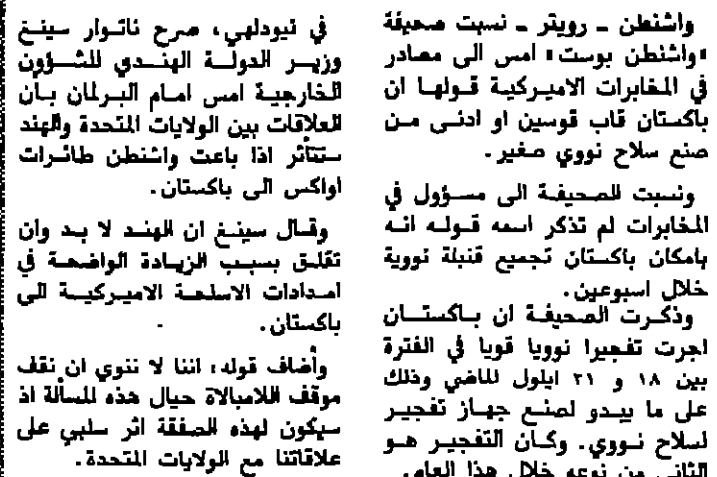 واشنطن ـ رويتر ـ نسبت صحيفة
«واشنطن بوست» امس الى مصادر
في المخابرات الاميركية قولها ان
باكستان قاب قوسين او ادنى من
صنع سلاح نووي صغير.
ونسبت الصحيفة الى مسؤول في
المخابرات لم تذكر اسمه قوله انه
بامكان باكستان تجميع قنبلة نووية
خلال اسبوعين.
وذكرت الصحيفة ان باكستان
اجرت تفجيرا نوويا قويا في الفترة
بين ١٨ و ٢١ ايلول الماضي وذلك
على ما يبدو لصنع جهاز تفجير
لسلاح نووي. وكان التفجير هو
الثاني من نوعه خلال هذا العام.
في نيودلهي، صرح ناتوار سينغ
وزير الدولة الهندي للشؤون
الخارجية امس امام البرلمان بان
العلاقات بين الولايات المتحدة والهند
ستتأثر اذا باعت واشنطن طائرات
اواكس الى باكستان.
وقال سينغ ان الهند لا بد وان
تقلق بسبب الزيادة الواضحة في
امدادات الاسلحة الاميركية الى
باكستان.
وأضاف قوله، اننا لا ننوي ان نقف
موقف اللامبالاة حيال هذه المسألة اذ
سيكون لهذه الصفقة اثر سلبي على
علاقاتنا مع الولايات المتحدة.